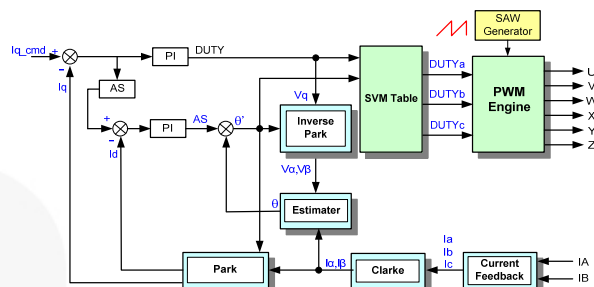 SAW
Generator
Iq_cmd
+
-
Iq
PI
DUTY
AS
SVM Table
DUTYa
DUTYb
DUTYc
PWM
Engine
U
V
W
X
Y
Z
Vq
+
-
Id
PI
AS
θ'
Inverse
Park
Vα,Vβ
θ
Estimater
Park
Iα,Iβ
Clarke
Ia
Ib
Ic
Current
Feedback
IA
IB